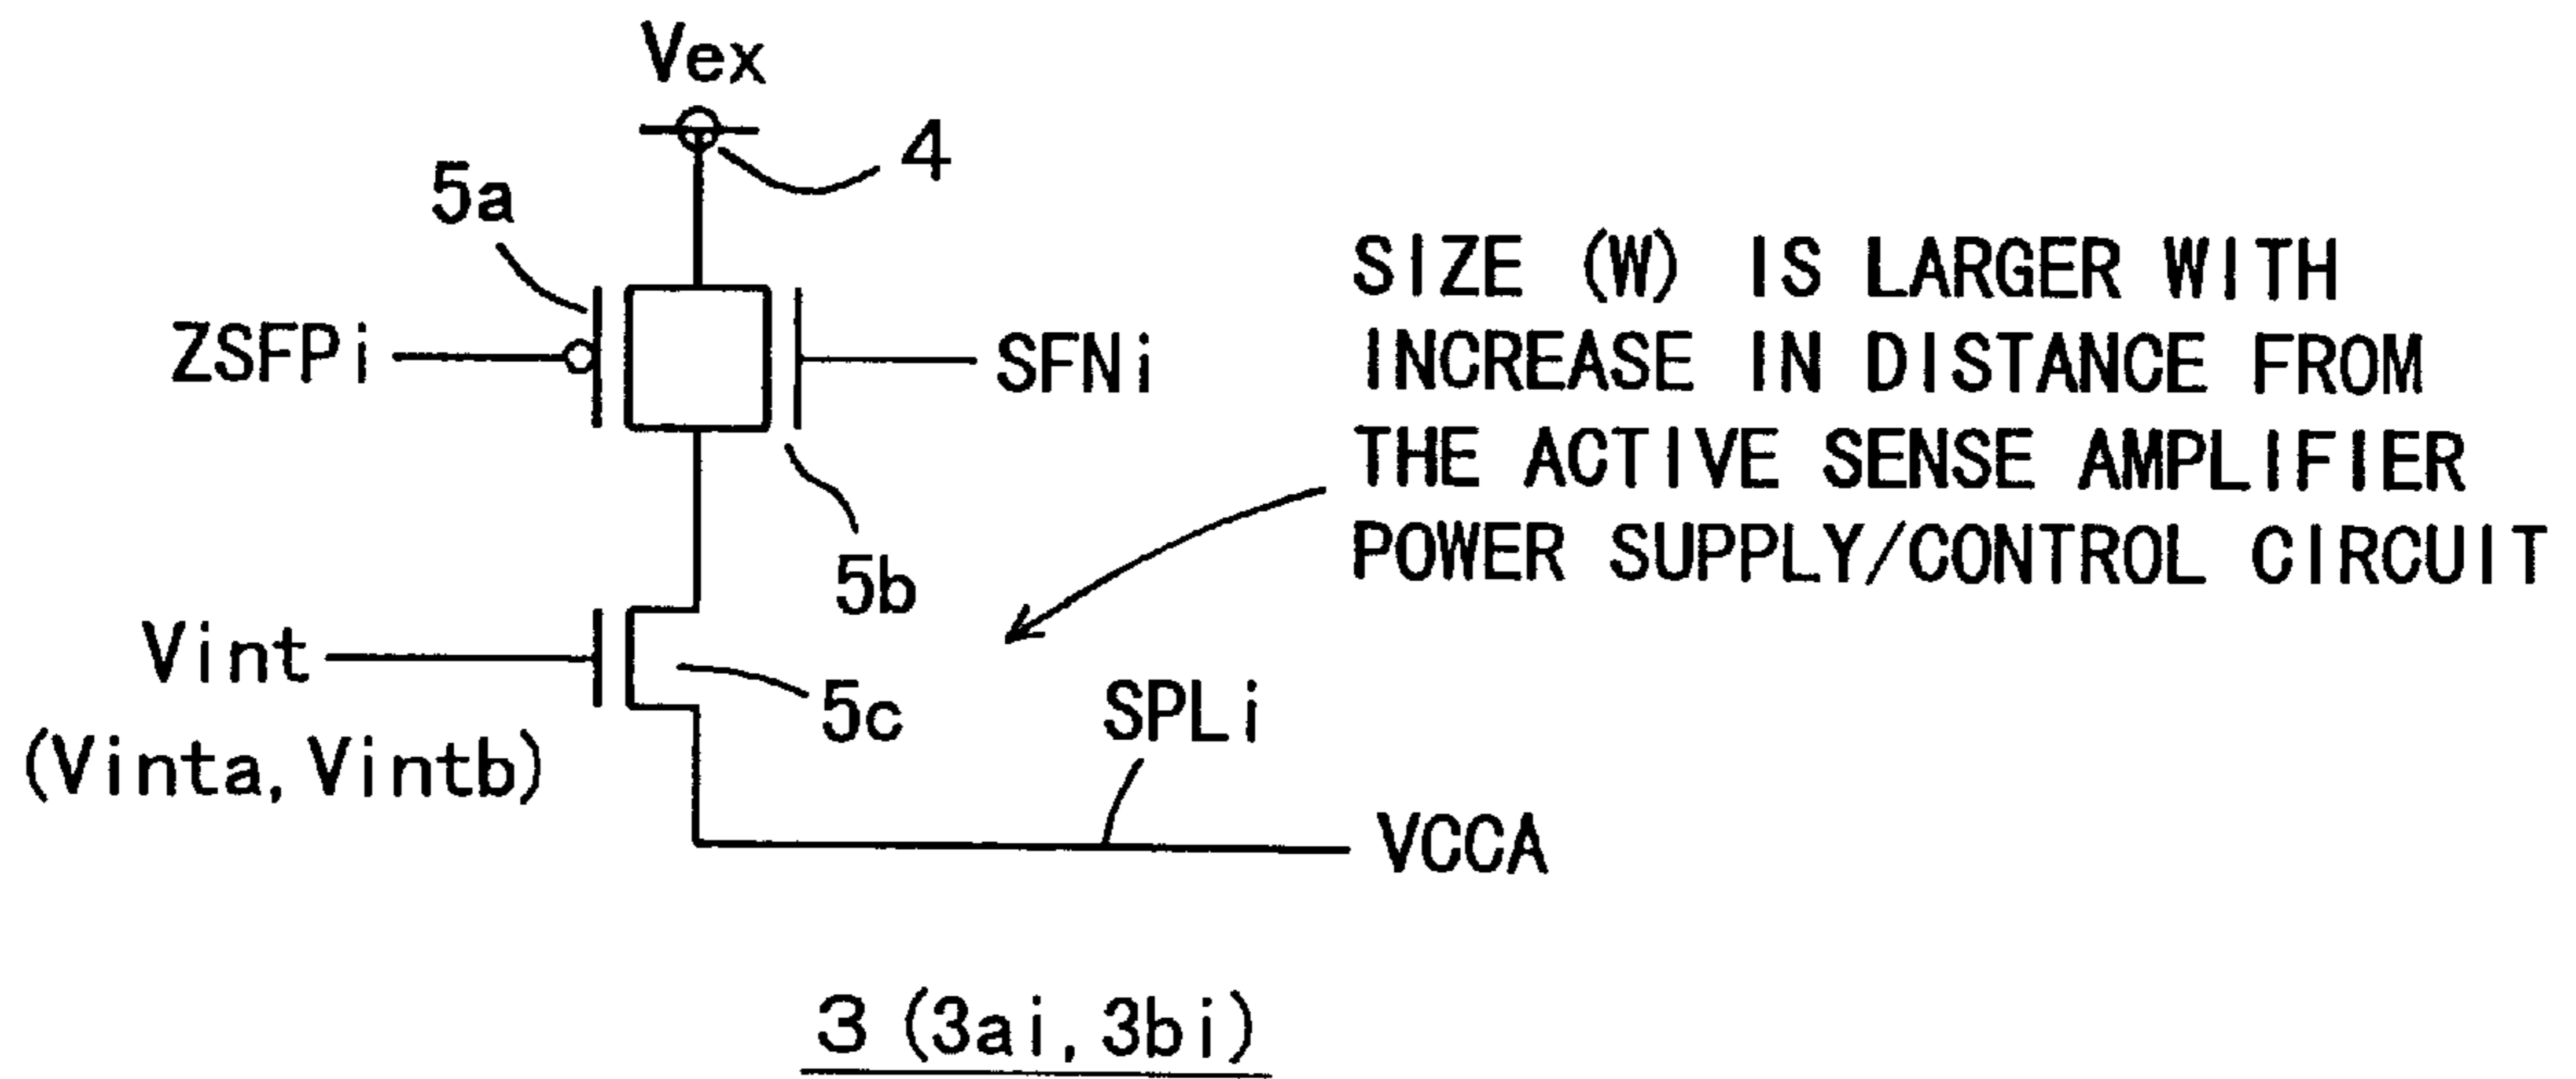 Vex
4
5a
SIZE (W) IS LARGER WITH
INCREASE IN DISTANCE FROM
THE ACTIVE SENSE AMPLIFIER
POWER SUPPLY/CONTROL CIRCUIT
ZSFPi
SFNi
5b
Vint
(Vinta, Vintb)
5c
SPLi
VCCA
3 (3ai, 3bi)